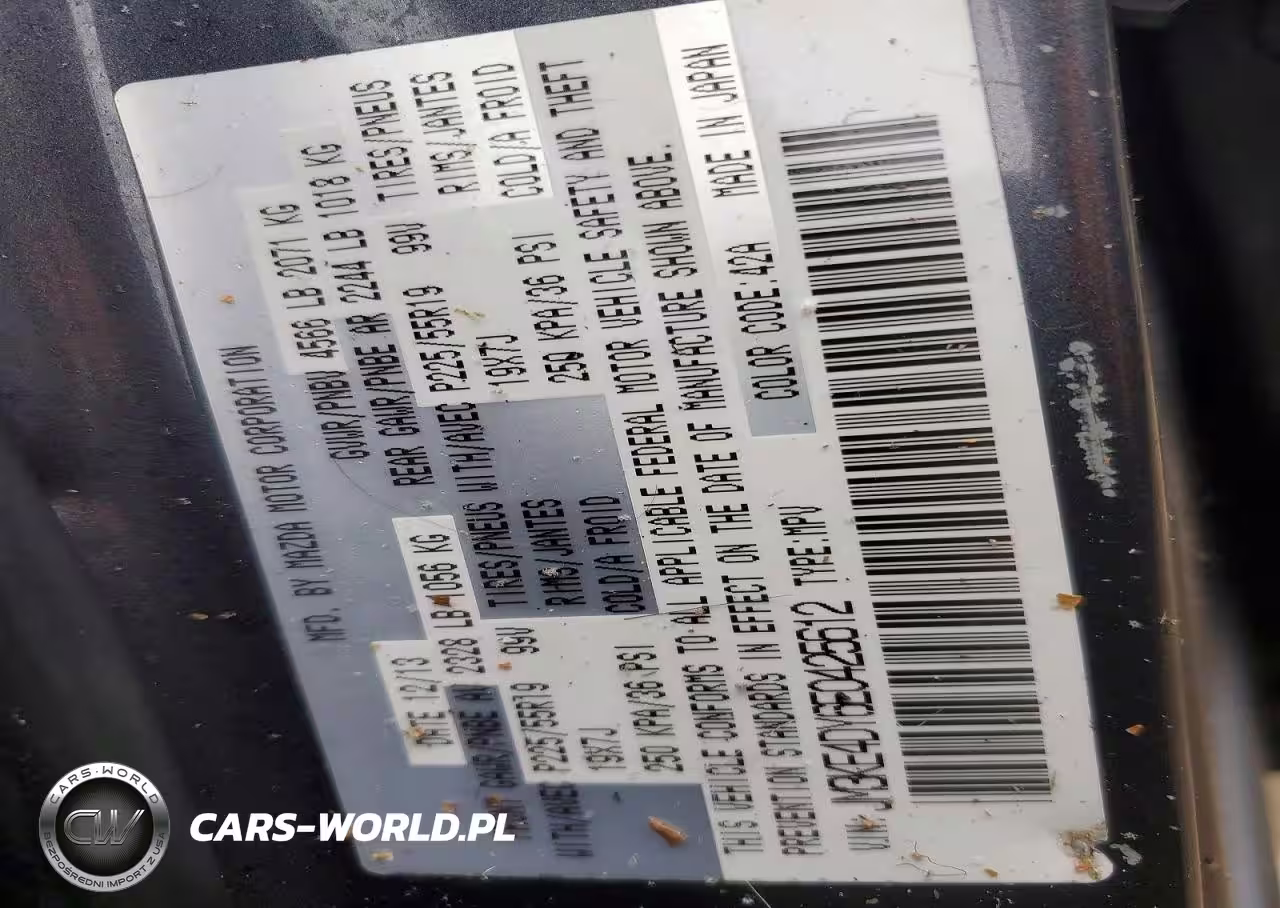 MFD. BY MAZDA MOTOR CORPORATION
DATE 12/13 GVWR/PNBV 4566 LB 2071 KG
GAWR/PNBE 2328 LB 1056 KG REAR GAWR/PNBE AR 2244 LB 1018 KG
WITH/AVEC P225/55R19 99V TIRES/PNEUS WITH/AVEC P225/55R19 99V TIRES/PNEUS
19X7J RIMS/JANTES 19X7J RIMS/JANTES
250 KPA/36 PSI COLD/A FROID 250 KPA/36 PSI COLD/A FROID
THIS VEHICLE CONFORMS TO ALL APPLICABLE FEDERAL MOTOR VEHICLE SAFETY AND THEFT
PREVENTION STANDARDS IN EFFECT ON THE DATE OF MANUFACTURE SHOWN ABOVE.
VIN: JM3KE4DY6E0425612 TYPE:MPV COLOR CODE:42A MADE IN JAPAN
CARS-WORLD
CW
BEZPOŚREDNI IMPORT Z USA
CARS-WORLD.PL